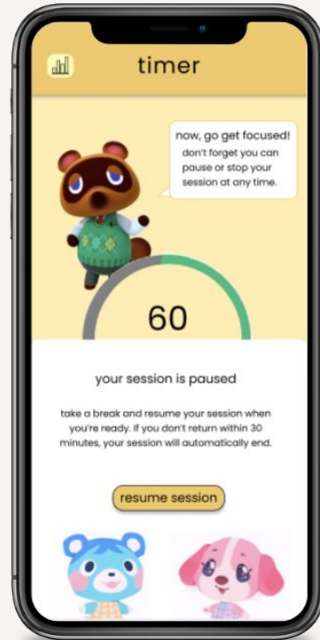 timer
now, go get focused!
don't forget you can
pause or stop your
session at any time.
60
your session is paused
take a break and resume your session when
you're ready. If you don't return within 30
minutes, your session will automatically end.
resume session